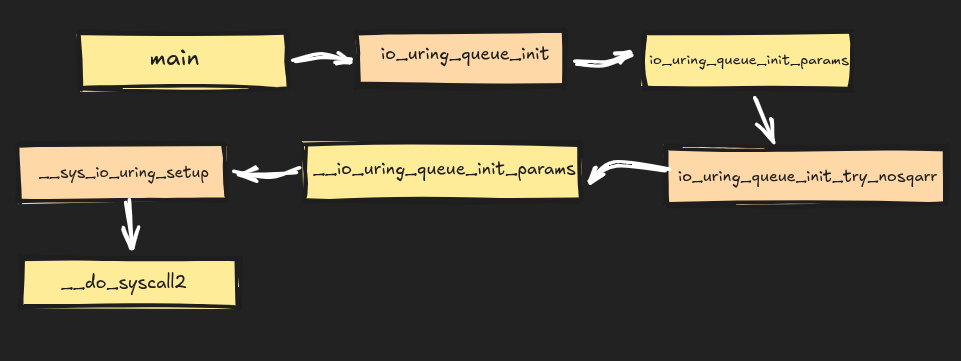 main
io_uring_queue_init
io_uring_queue_init_params
io_uring_queue_init_try_nosqarr
__io_uring_queue_init_params
__sys_io_uring_setup
__do_syscall2